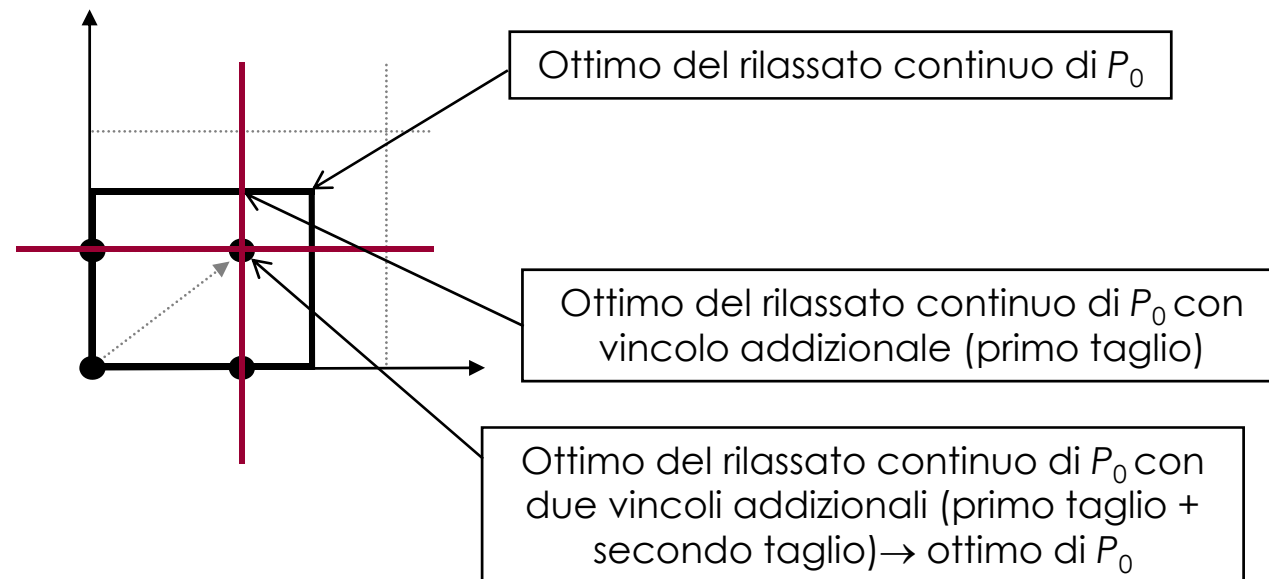 Ottimo del rilassato continuo di P₀
Ottimo del rilassato continuo di P₀ con
vincolo addizionale (primo taglio)
Ottimo del rilassato continuo di P₀ con
due vincoli addizionali (primo taglio +
secondo taglio)→ ottimo di P₀